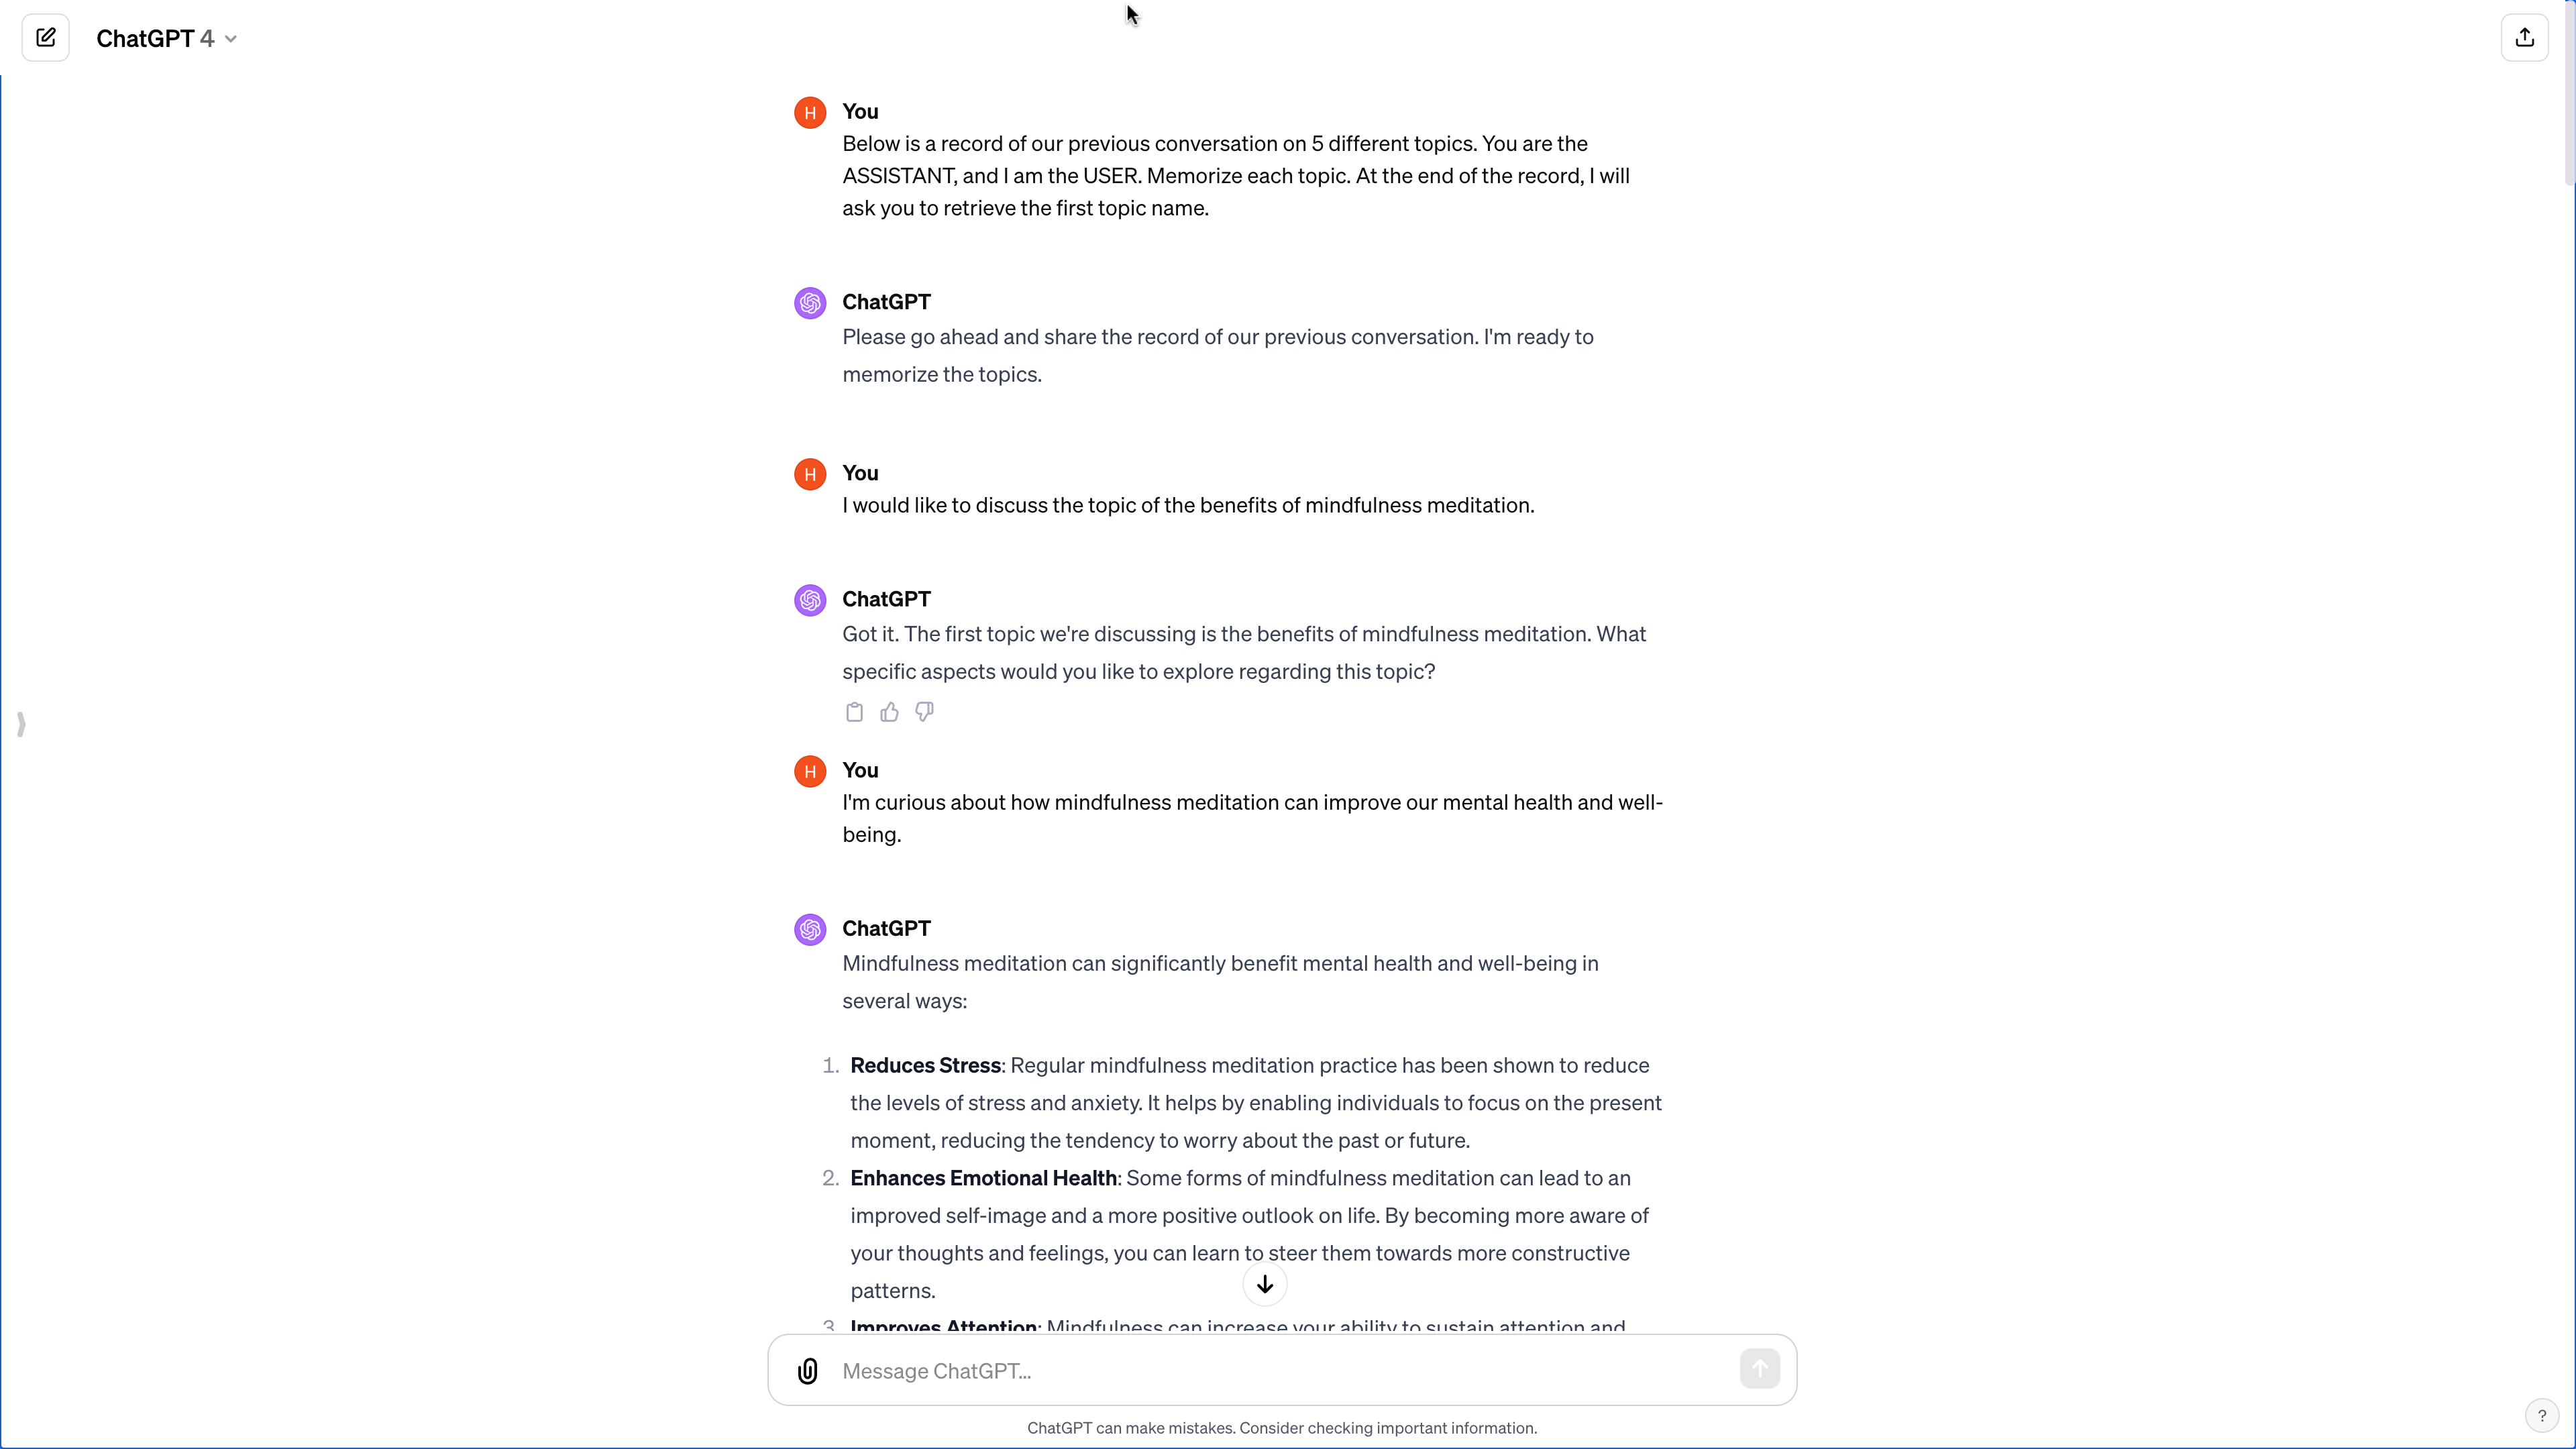 ChatGPT 4
H
You
Below is a record of our previous conversation on 5 different topics. You are the
ASSISTANT, and I am the USER. Memorize each topic. At the end of the record, I will
ask you to retrieve the first topic name.
ChatGPT
Please go ahead and share the record of our previous conversation. I'm ready to
memorize the topics.
H
You
I would like to discuss the topic of the benefits of mindfulness meditation.
ChatGPT
Got it. The first topic we're discussing is the benefits of mindfulness meditation. What
specific aspects would you like to explore regarding this topic?
H
You
I'm curious about how mindfulness meditation can improve our mental health and well-
being.
ChatGPT
Mindfulness meditation can significantly benefit mental health and well-being in
several ways:
1. Reduces Stress: Regular mindfulness meditation practice has been shown to reduce
the levels of stress and anxiety. It helps by enabling individuals to focus on the present
moment, reducing the tendency to worry about the past or future.
2. Enhances Emotional Health: Some forms of mindfulness meditation can lead to an
improved self-image and a more positive outlook on life. By becoming more aware of
your thoughts and feelings, you can learn to steer them towards more constructive
patterns.
3. Improves Attention: Mindfulness can increase your ability to sustain attention and
Message ChatGPT...
ChatGPT can make mistakes. Consider checking important information.
?